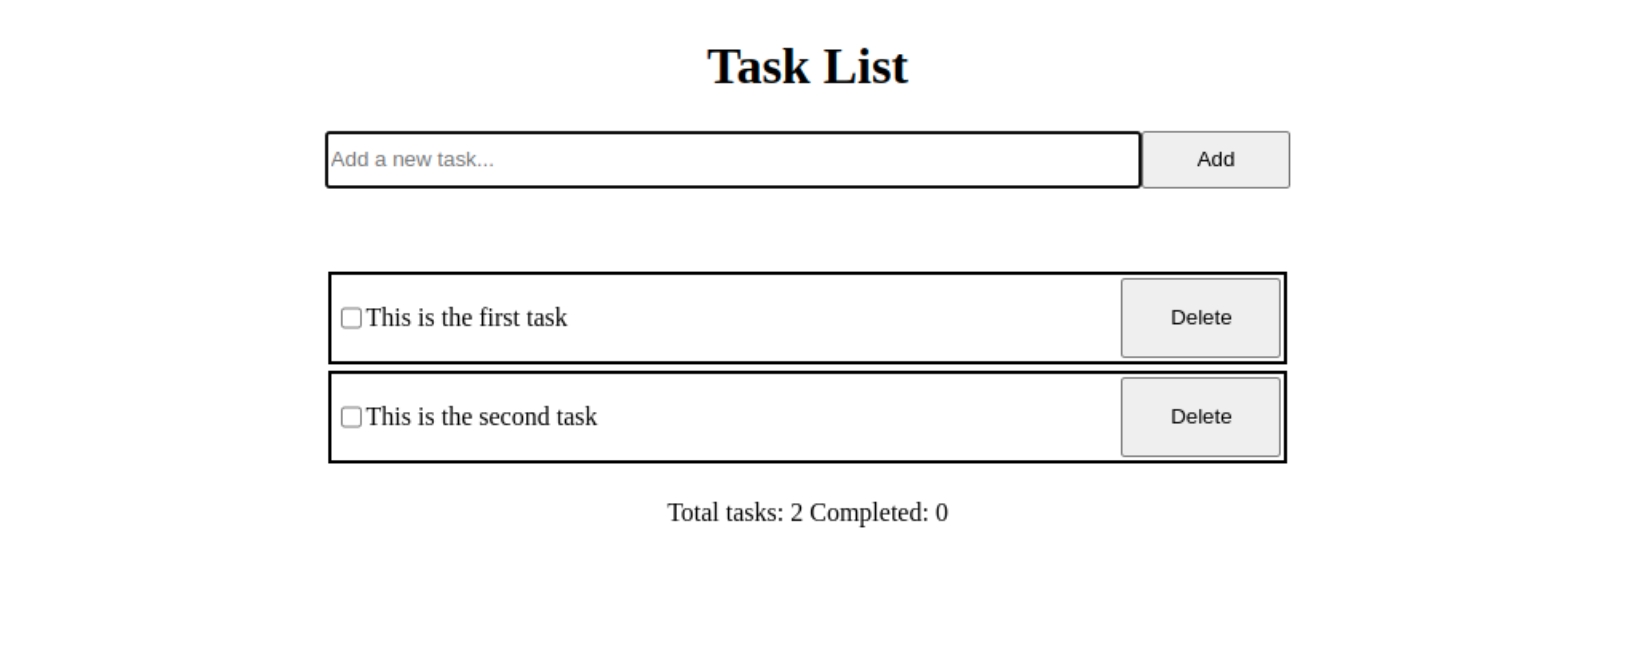 Task List
Add a new task... Add
This is the first task Delete
This is the second task Delete
Total tasks: 2 Completed: 0